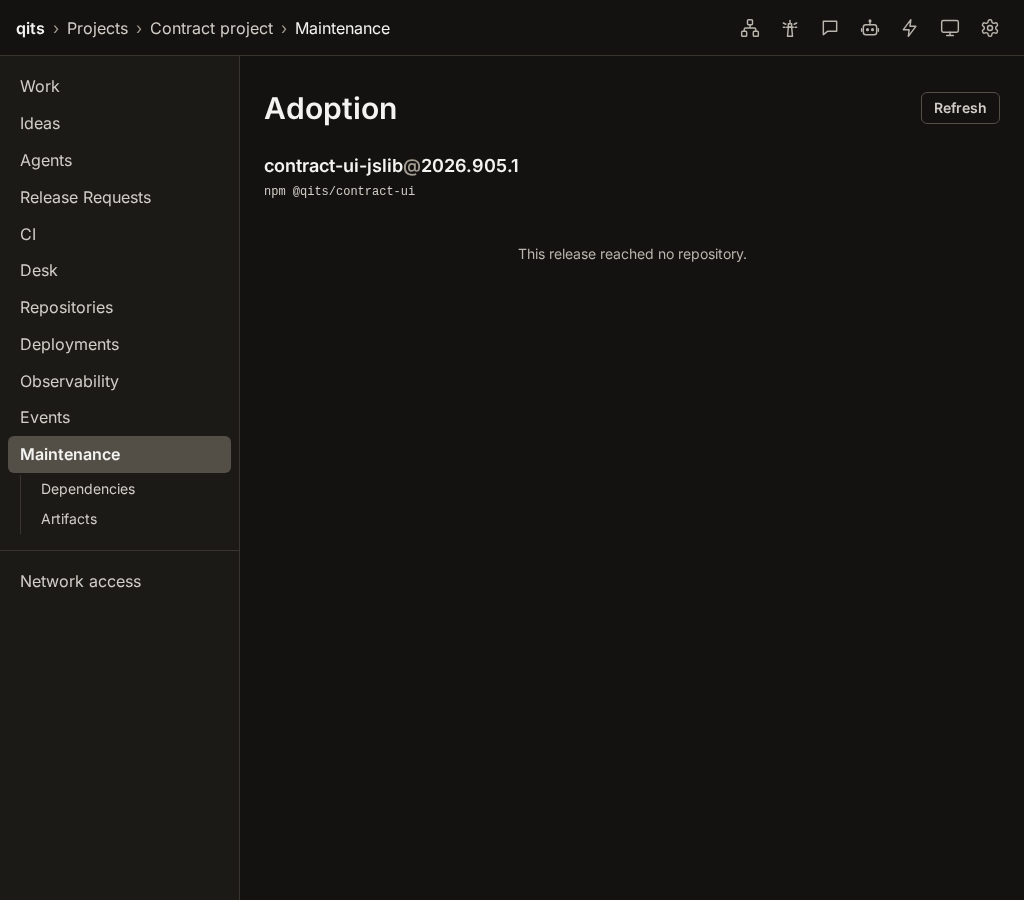 qits › Projects › Contract project › Maintenance
Work
Ideas
Agents
Release Requests
CI
Desk
Repositories
Deployments
Observability
Events
Maintenance
Dependencies
Artifacts
Network access
Adoption
Refresh
contract-ui-jslib@2026.905.1
npm @qits/contract-ui
This release reached no repository.